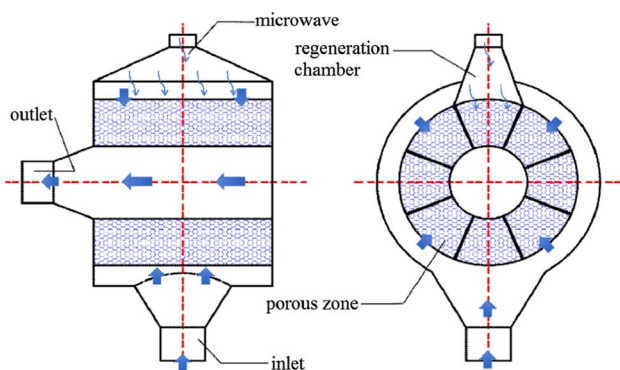 microwave
regeneration
chamber
outlet
porous zone
inlet